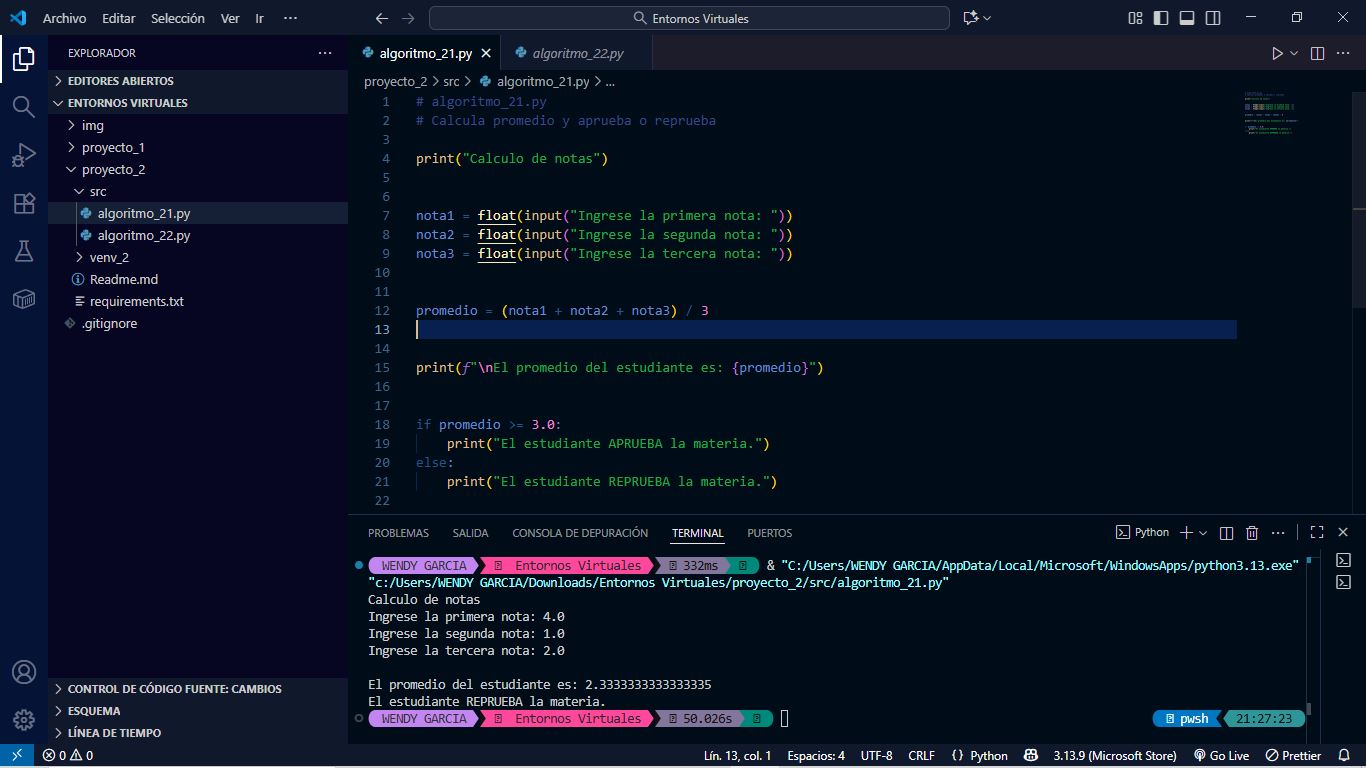 Archivo Editar Selección Ver Ir ···
Entornos Virtuales
EXPLORADOR
EDITORES ABIERTOS
ENTORNOS VIRTUALES
img
proyecto_1
proyecto_2
src
algoritmo_21.py
algoritmo_22.py
venv_2
Readme.md
requirements.txt
.gitignore
CONTROL DE CÓDIGO FUENTE: CAMBIOS
ESQUEMA
LÍNEA DE TIEMPO
algoritmo_21.py algoritmo_22.py
proyecto_2 > src > algoritmo_21.py > ...
1 # algoritmo_21.py
2 # Calcula promedio y aprueba o reprueba
3
4 print("Calculo de notas")
5
6
7 nota1 = float(input("Ingrese la primera nota: "))
8 nota2 = float(input("Ingrese la segunda nota: "))
9 nota3 = float(input("Ingrese la tercera nota: "))
10
11
12 promedio = (nota1 + nota2 + nota3) / 3
13
14
15 print(f"\nEl promedio del estudiante es: {promedio}")
16
17
18 if promedio >= 3.0:
19     print("El estudiante APRUEBA la materia.")
20 else:
21     print("El estudiante REPRUEBA la materia.")
22
PROBLEMAS SALIDA CONSOLA DE DEPURACIÓN TERMINAL PUERTOS
Python
WENDY GARCIA Entornos Virtuales 332ms & "C:/Users/WENDY GARCIA/AppData/Local/Microsoft/WindowsApps/python3.13.exe"
"c:/Users/WENDY GARCIA/Downloads/Entornos Virtuales/proyecto_2/src/algoritmo_21.py"
Calculo de notas
Ingrese la primera nota: 4.0
Ingrese la segunda nota: 1.0
Ingrese la tercera nota: 2.0
El promedio del estudiante es: 2.3333333333333335
El estudiante REPRUEBA la materia.
WENDY GARCIA Entornos Virtuales 50.026s pwsh 21:27:23
0 0 Lín. 13, col. 1 Espacios: 4 UTF-8 CRLF {} Python 3.13.9 (Microsoft Store) Go Live Prettier